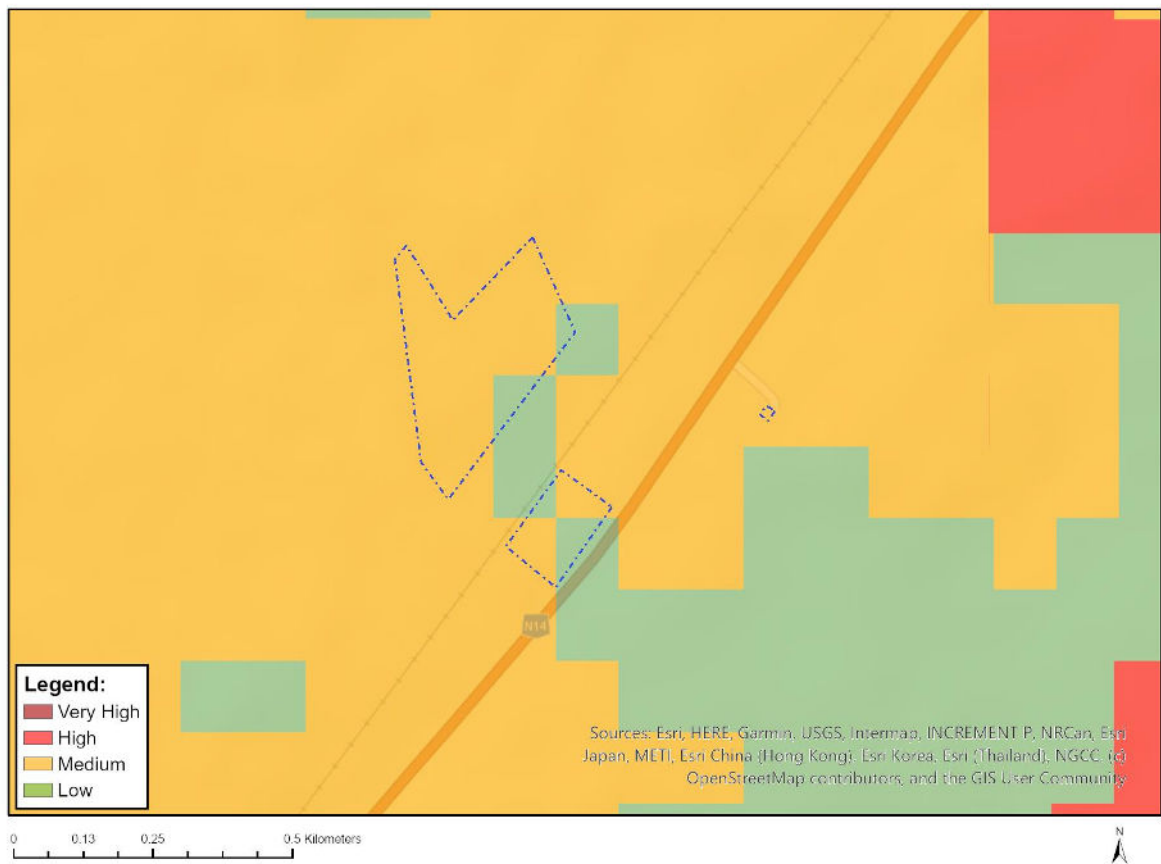 N14
Legend:
Very High
High
Medium
Low
Sources: Esri, HERE, Garmin, USGS, Intermap, INCREMENT P, NRCan, Esri
Japan, METI, Esri China (Hong Kong), Esri Korea, Esri (Thailand), NGCC, (c)
OpenStreetMap contributors, and the GIS User Community
0 0.13 0.25 0.5 Kilometers
N